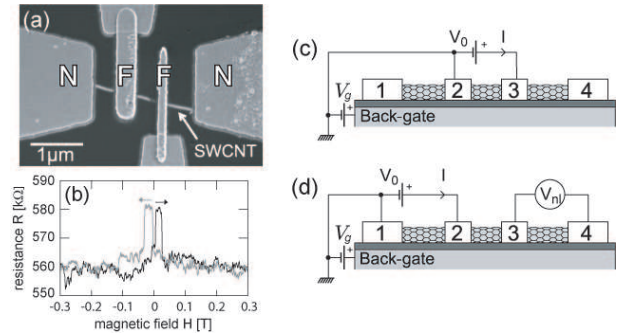 (a)
N
F
F
N
SWCNT
1µm
(b)
resistance R [kΩ]
590
580
570
560
550
-0.3
-0.2
-0.1
0
0.1
0.2
0.3
magnetic field H [T]
(c)
V0
+
I
Vg
+
1
2
3
4
Back-gate
(d)
V0
+
I
Vnl
Vg
+
1
2
3
4
Back-gate